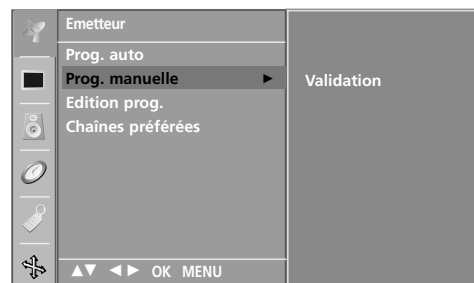 Emetteur
Prog. auto
Prog. manuelle ►
Validation
Edition prog.
Chaînes préférées
▲▼ ◄► OK MENU